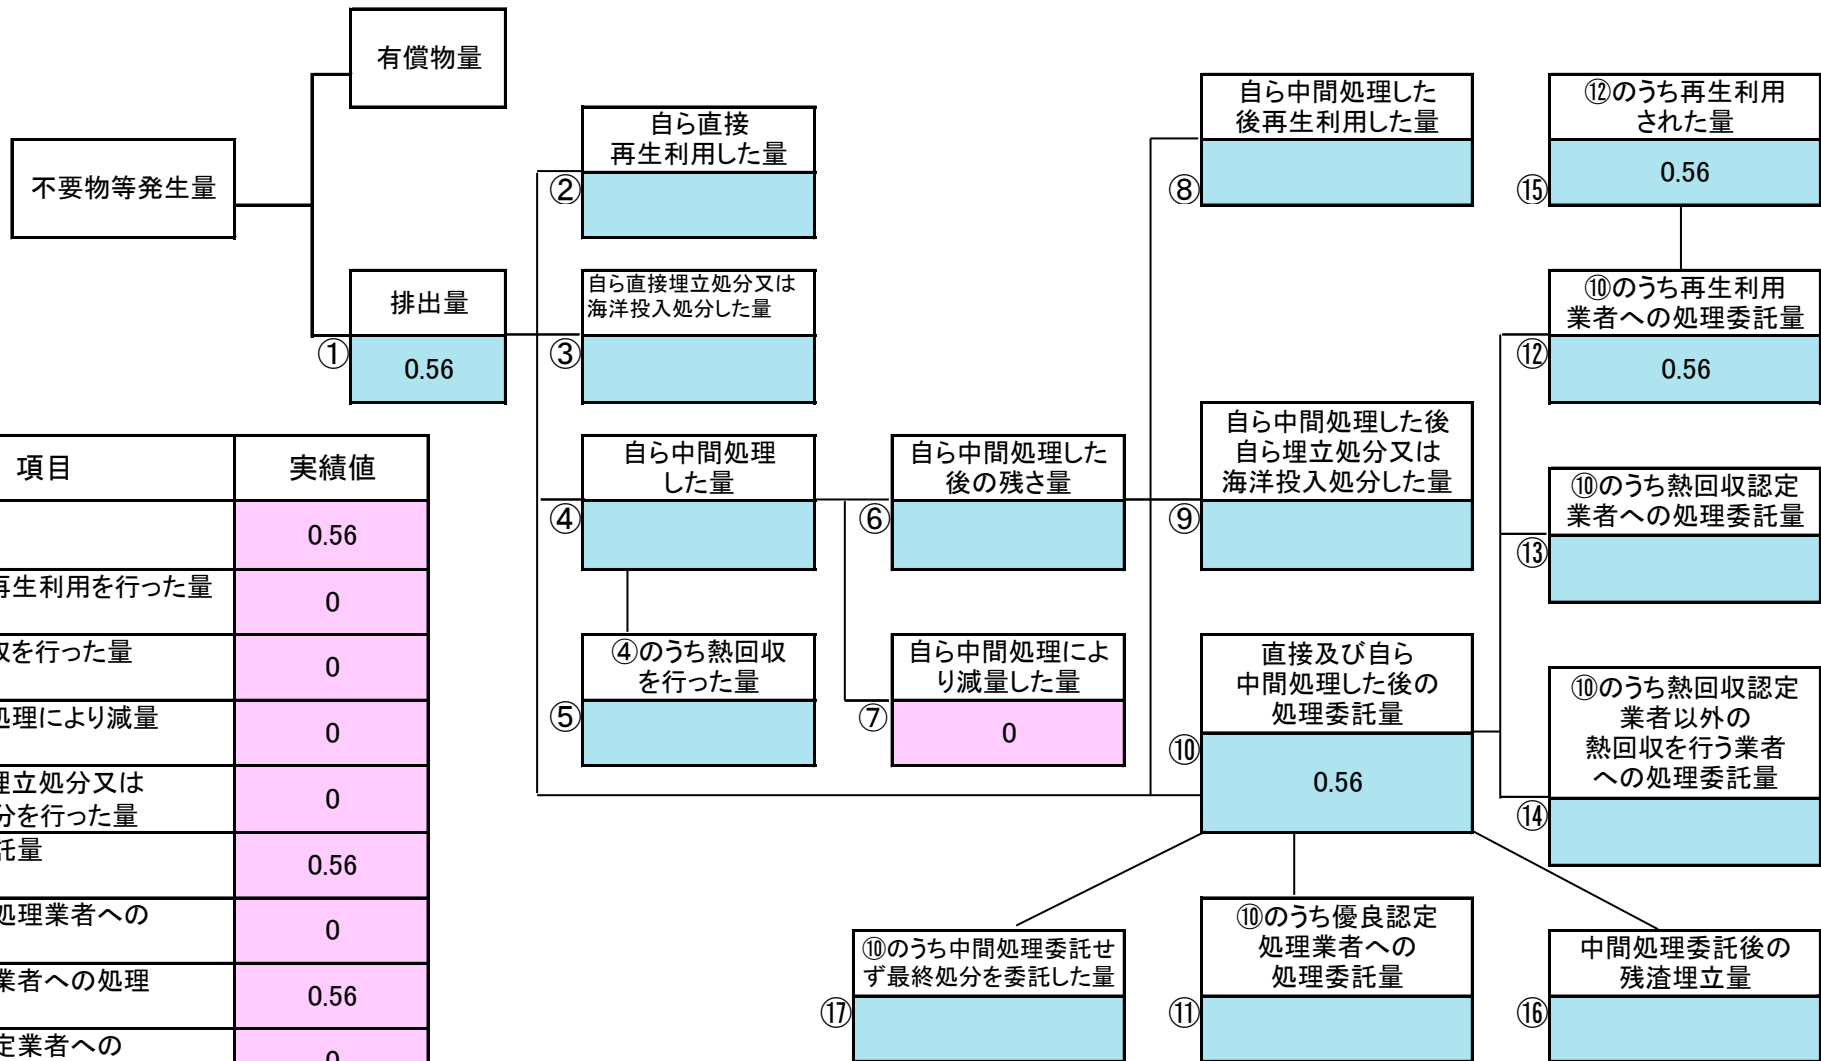 有償物量
不要物等発生量
排出量
①
0.56
自ら直接
再生利用した量
②
自ら直接埋立処分又は
海洋投入処分した量
③
自ら中間処理
した量
④
④のうち熱回収
を行った量
⑤
自ら中間処理した
後の残さ量
⑥
自ら中間処理によ
り減量した量
⑦
0
自ら中間処理した
後再生利用した量
⑧
自ら中間処理した後
自ら埋立処分又は
海洋投入処分した量
⑨
直接及び自ら
中間処理した後の
処理委託量
⑩
0.56
⑫のうち再生利用
された量
⑮
0.56
⑩のうち再生利用
業者への処理委託量
⑫
0.56
⑩のうち熱回収認定
業者への処理委託量
⑬
⑩のうち熱回収認定
業者以外の
熱回収を行う業者
への処理委託量
⑭
⑩のうち中間処理委託せ
ず最終処分を委託した量
⑰
⑩のうち優良認定
処理業者への
処理委託量
⑪
中間処理委託後の
残渣埋立量
⑯
項目 実績値
0.56
再生利用を行った量 0
を行った量 0
処理により減量 0
埋立処分又は
分を行った量 0
託量 0.56
処理業者への 0
業者への処理 0.56
定業者への 0